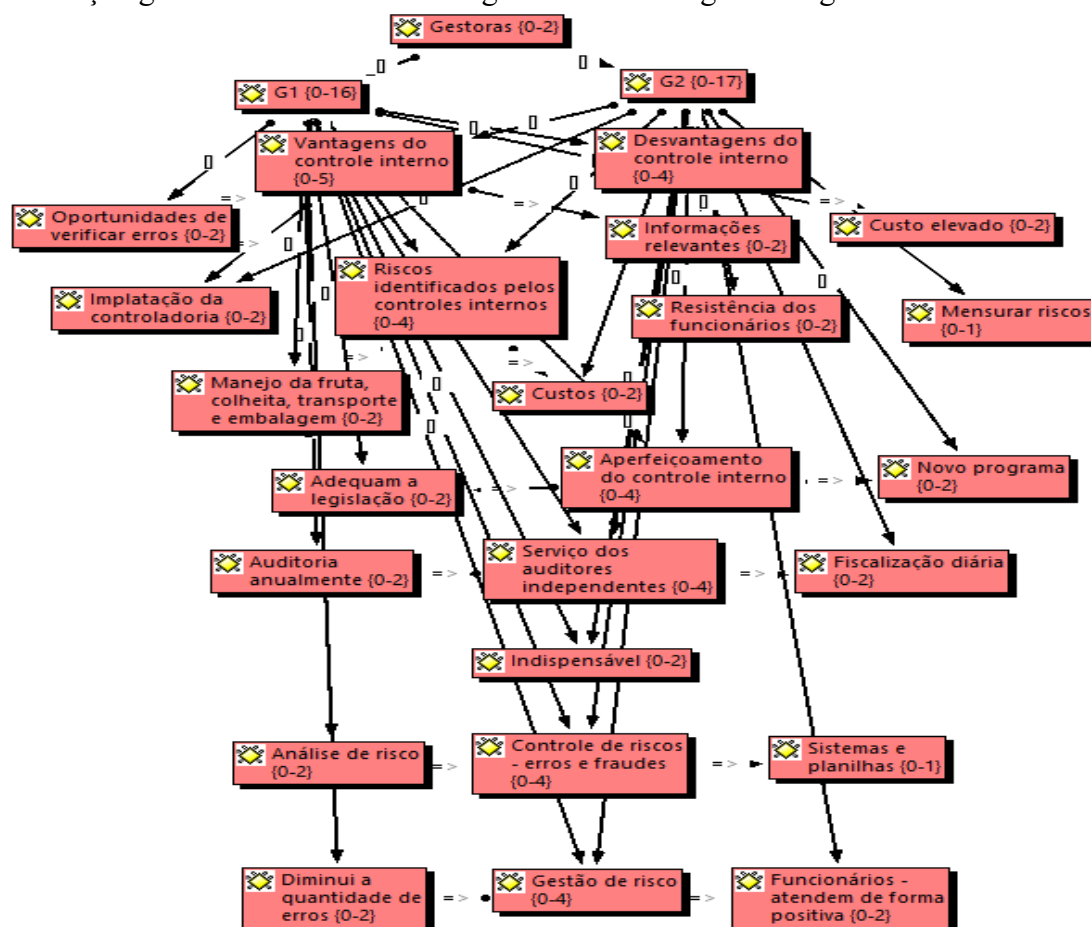 Gestoras {0-2}
G1 {0-16}
G2 {0-17}
Vantagens do
controle interno
{0-5}
Desvantagens do
controle interno
{0-4}
Oportunidades de
verificar erros {0-2}
Informações
relevantes {0-2}
Custo elevado {0-2}
Implatação da
controladoria {0-2}
Riscos
identificados pelos
controles internos
{0-4}
Resistência dos
funcionários {0-2}
Mensurar riscos
{0-1}
Manejo da fruta,
colheita, transporte
e embalagem {0-2}
Custos {0-2}
Adequam a
legislação {0-2}
Aperfeiçoamento
do controle interno
{0-4}
Novo programa
{0-2}
Auditoria
anualmente {0-2}
Serviço dos
auditores
independentes {0-4}
Fiscalização diária
{0-2}
Indispensável {0-2}
Análise de risco
{0-2}
Controle de riscos
- erros e fraudes
{0-4}
Sistemas e
planilhas {0-1}
Diminui a
quantidade de
erros {0-2}
Gestão de risco
{0-4}
Funcionários -
atendem de forma
positiva {0-2}